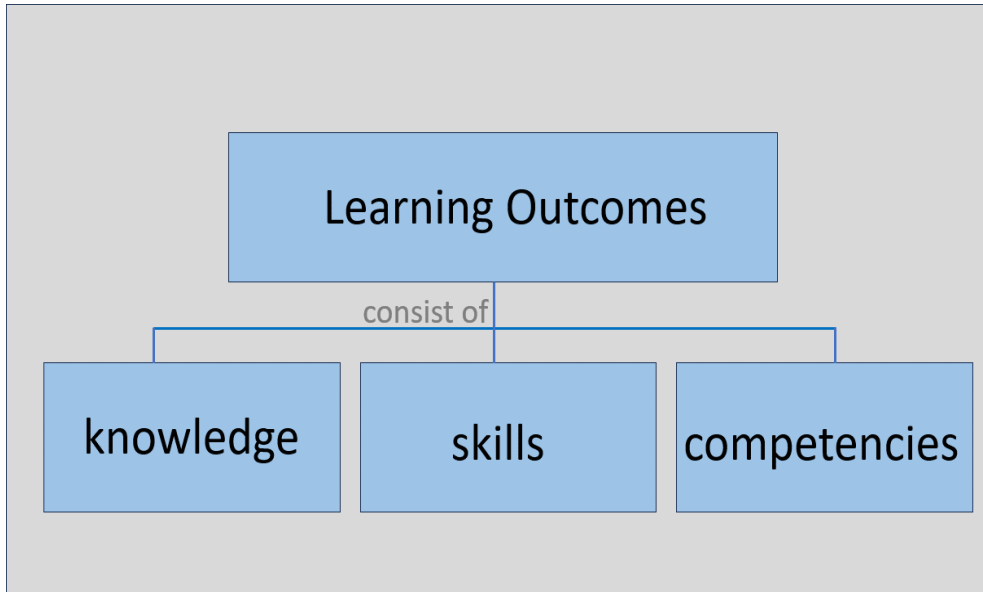 Learning Outcomes
consist of
knowledge
skills
competencies